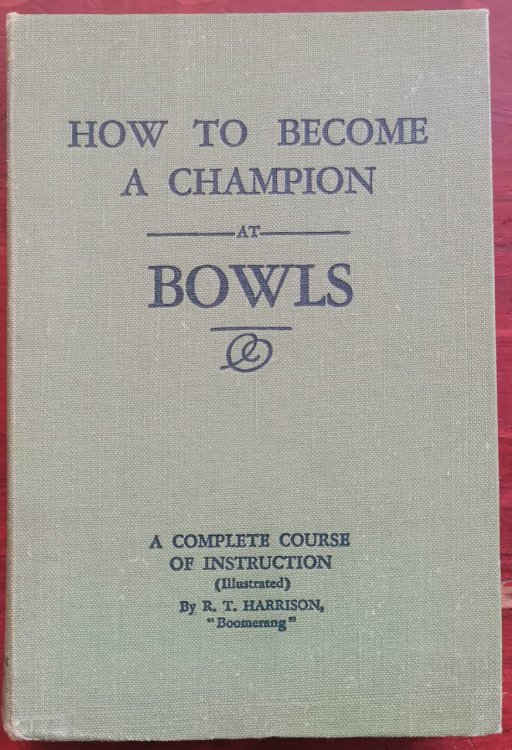 HOW TO BECOME
A CHAMPION
AT
BOWLS
A COMPLETE COURSE
OF INSTRUCTION
(Illustrated)
By R. T. HARRISON,
"Boomerang"